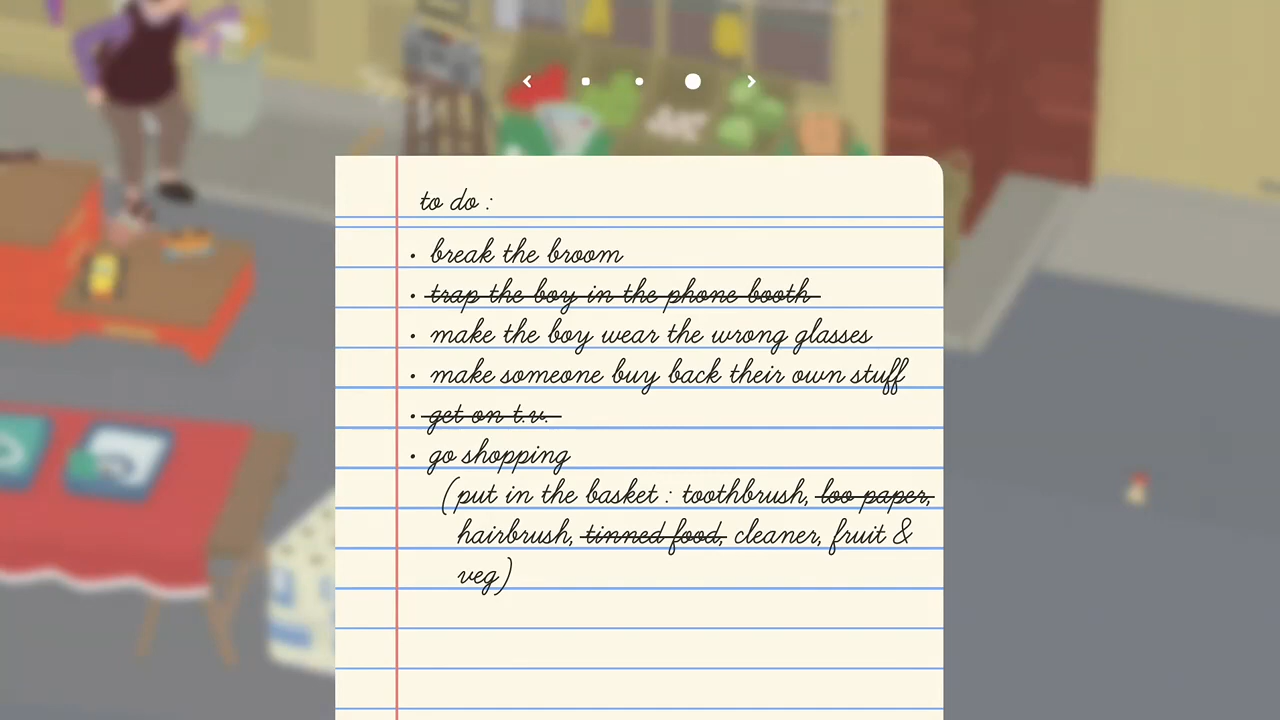 to do :
• break the broom
• trap the boy in the phone booth
• make the boy wear the wrong glasses
• make someone buy back their own stuff
• get on t.v.
• go shopping
(put in the basket : toothbrush, loo paper,
hairbrush, tinned food, cleaner, fruit &
veg)